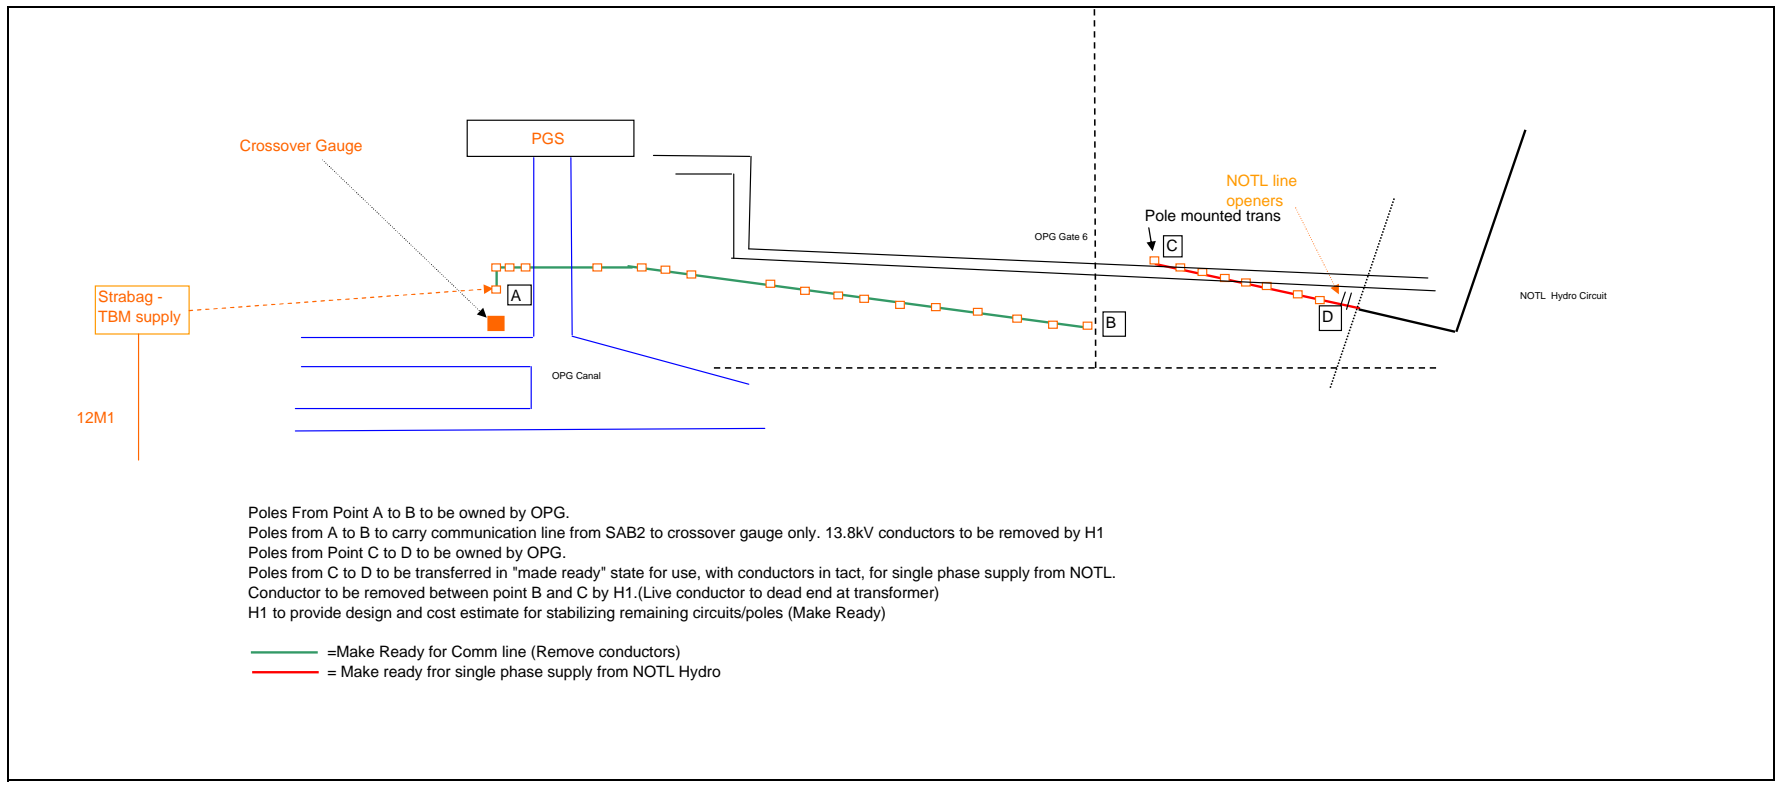 PGS
Crossover Gauge
NOTL line
openers
Pole mounted trans
OPG Gate 6
C
A
Strabag -
TBM supply
NOTL Hydro Circuit
B
D
OPG Canal
12M1
Poles From Point A to B to be owned by OPG.
Poles from A to B to carry communication line from SAB2 to crossover gauge only. 13.8kV conductors to be removed by H1
Poles from Point C to D to be owned by OPG.
Poles from C to D to be transferred in "made ready" state for use, with conductors in tact, for single phase supply from NOTL.
Conductor to be removed between point B and C by H1.(Live conductor to dead end at transformer)
H1 to provide design and cost estimate for stabilizing remaining circuits/poles (Make Ready)
=Make Ready for Comm line (Remove conductors)
= Make ready fror single phase supply from NOTL Hydro